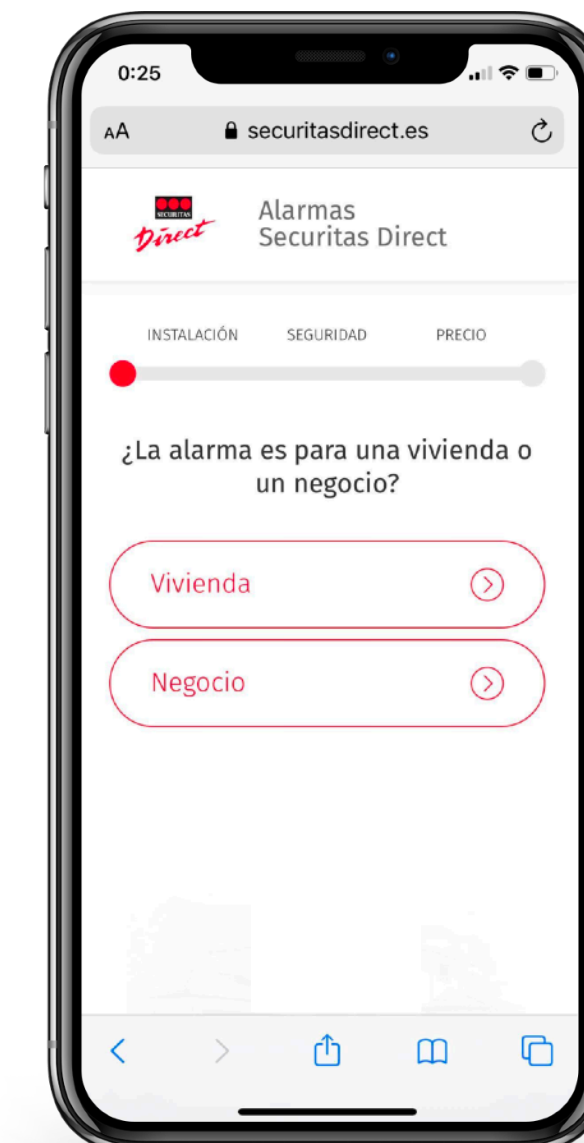 0:25
AA securitasdirect.es
SECURITAS
Direct
Alarmas
Securitas Direct
INSTALACIÓN SEGURIDAD PRECIO
¿La alarma es para una vivienda o
un negocio?
Vivienda
Negocio